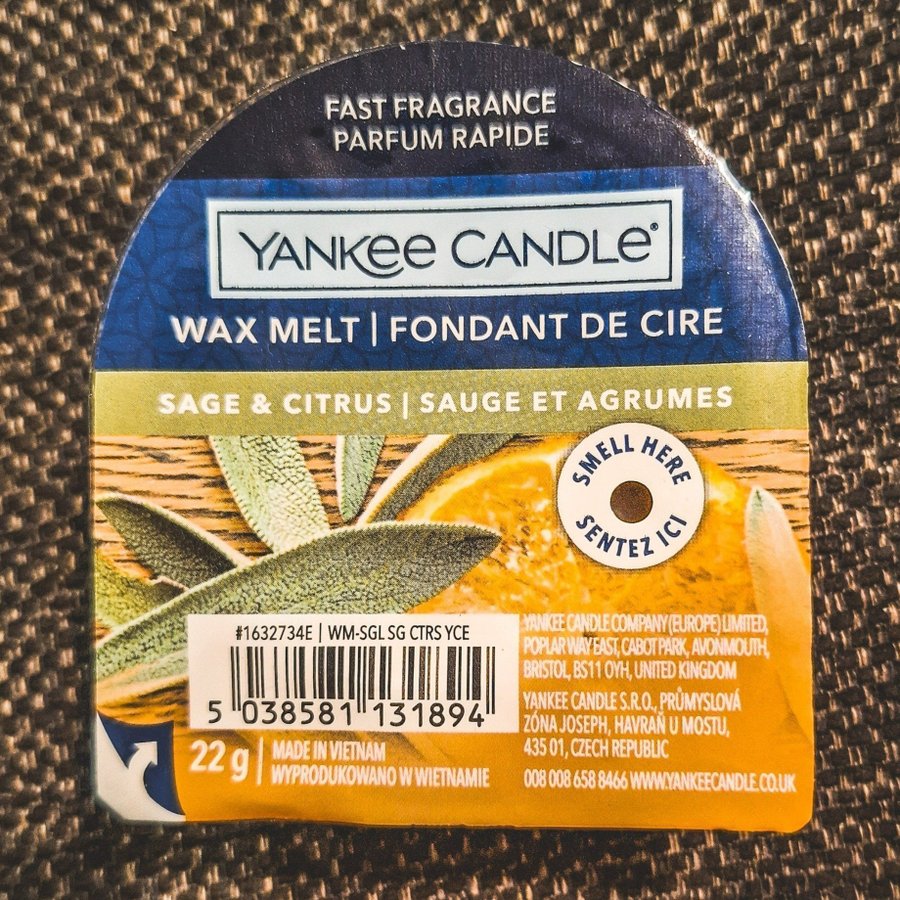 FAST FRAGRANCE
PARFUM RAPIDE
YANKEE CANDLE®
WAX MELT | FONDANT DE CIRE
SAGE & CITRUS | SAUGE ET AGRUMES
SMELL HERE
SENTEZ ICI
#1632734E | WM-SGL SG CTRS YCE
5 038581 131894
22 g
MADE IN VIETNAM
WYPRODUKOWANO W WIETNAMIE
YANKEE CANDLE COMPANY (EUROPE) LIMITED,
POPLAR WAY EAST, CABOT PARK, AVONMOUTH,
BRISTOL, BS11 0YH, UNITED KINGDOM
YANKEE CANDLE S.R.O., PRŮMYSLOVÁ
ZÓNA JOSEPH, HAVRAŇ U MOSTU,
435 01, CZECH REPUBLIC
008 008 658 8466 WWW.YANKEECANDLE.CO.UK